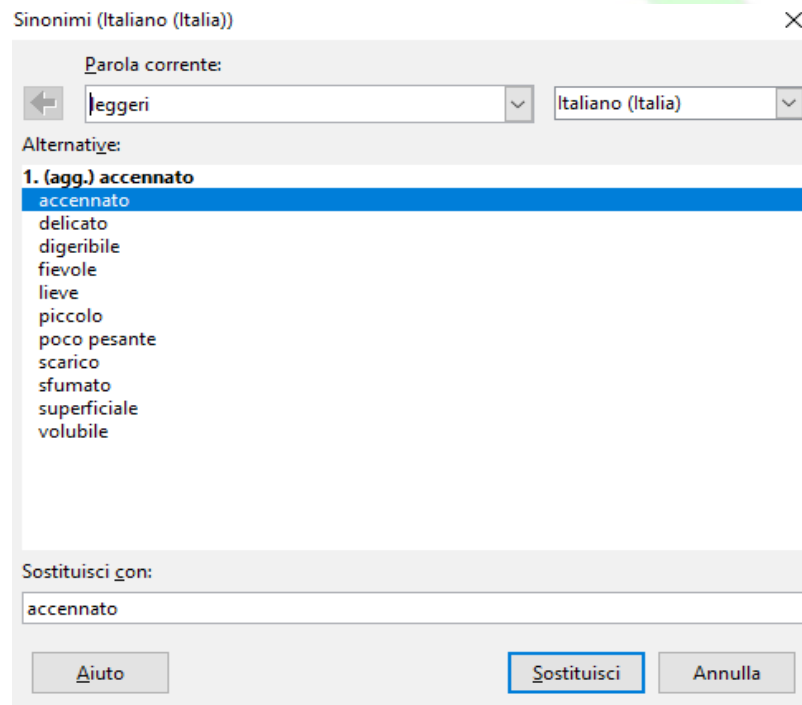 Sinonimi (Italiano (Italia))
Parola corrente:
leggeri
Italiano (Italia)
Alternative:
1. (agg.) accennato
accennato
delicato
digeribile
fievole
lieve
piccolo
poco pesante
scarico
sfumato
superficiale
volubile
Sostituisci con:
accennato
Aiuto
Sostituisci
Annulla